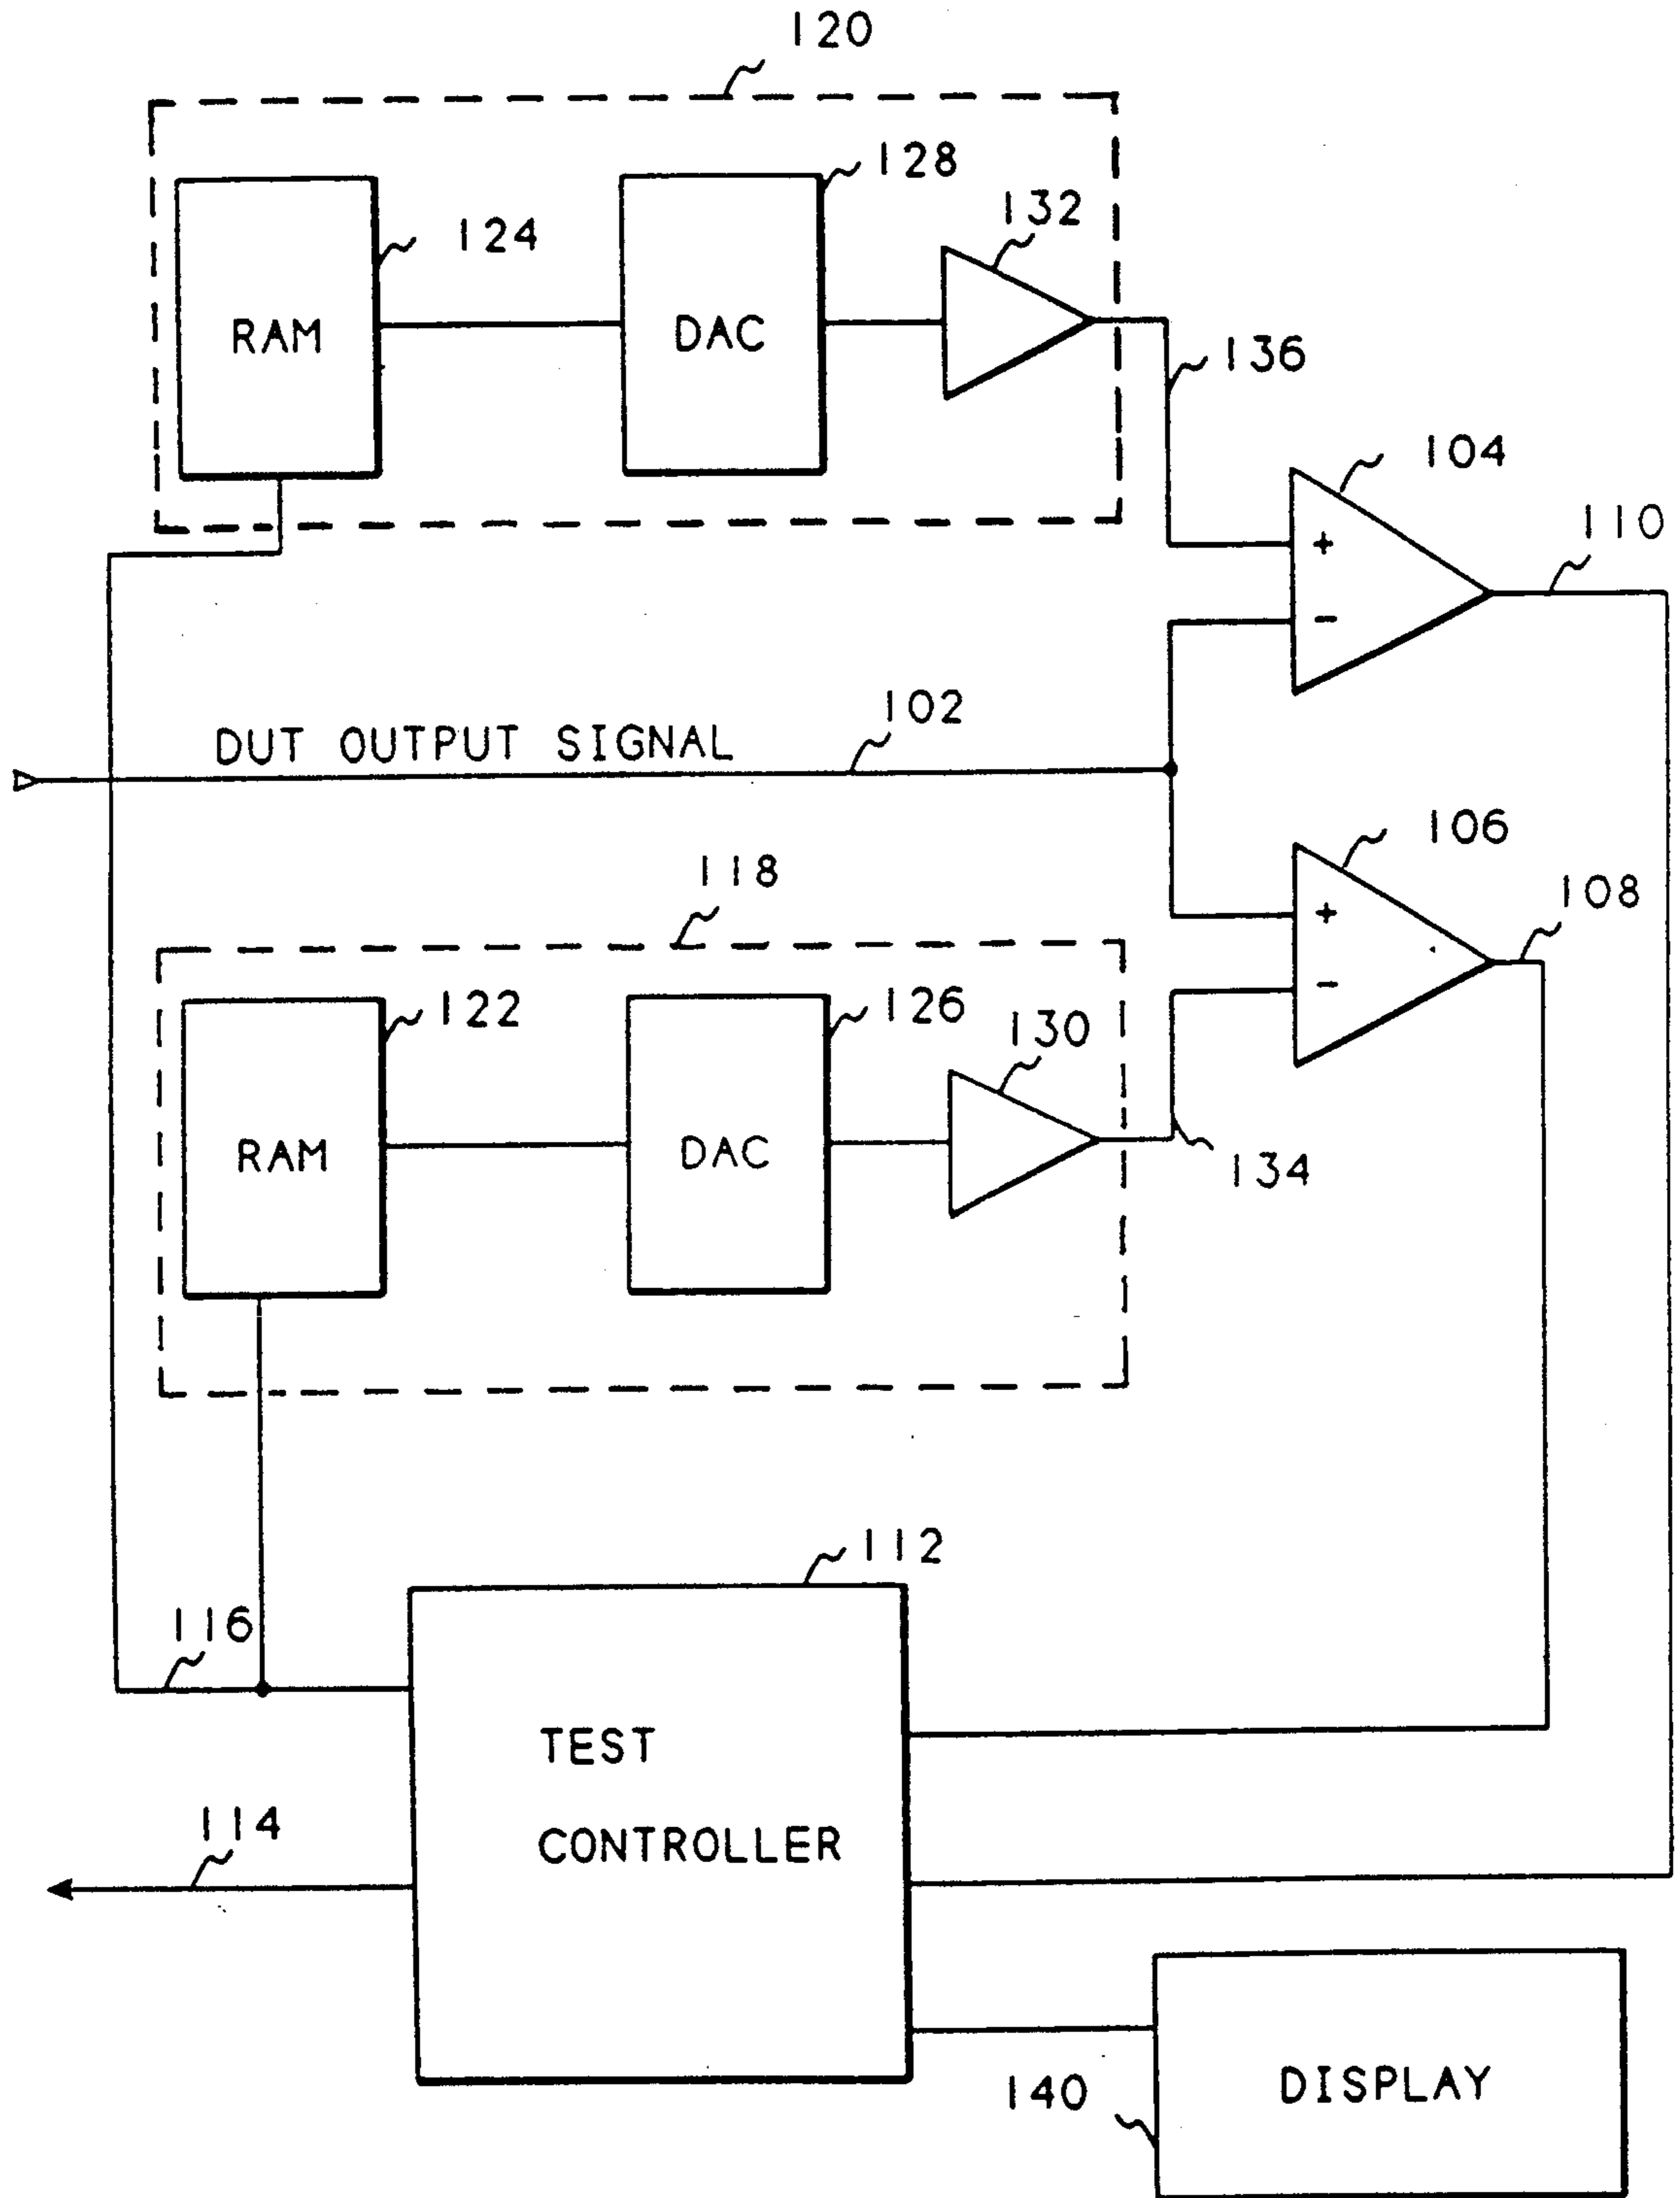 120
128
132
124
RAM
DAC
136
104
110
+
-
102
DUT OUTPUT SIGNAL
106
118
108
+
-
122
126
130
RAM
DAC
134
112
116
TEST
CONTROLLER
114
140
DISPLAY